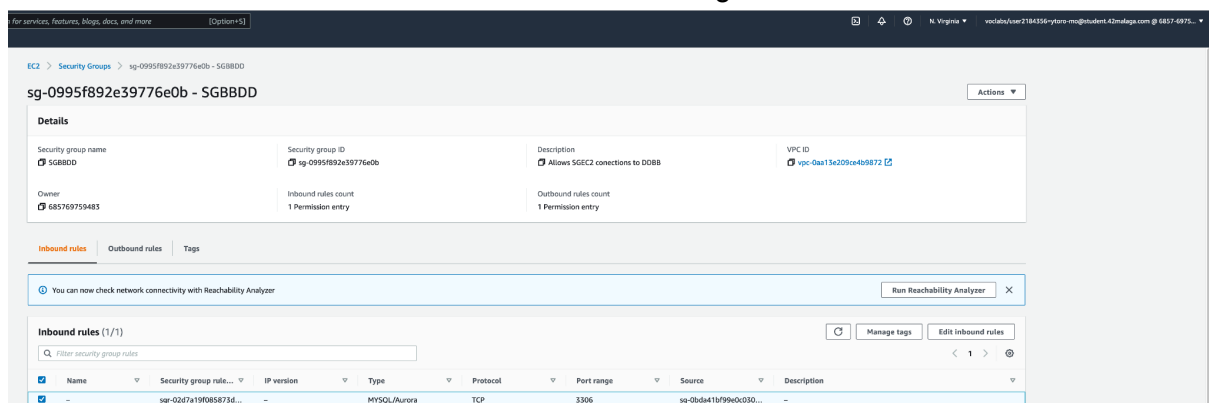 n for services, features, blogs, docs, and more [Option+S] N. Virginia ▼ voclabs/user2184356=ytoro-mo@student.42malaga.com @ 6857-6975... ▼
EC2 > Security Groups > sg-0995f892e39776e0b - SGBBDD
sg-0995f892e39776e0b - SGBBDD Actions ▼
Details
Security group name Security group ID Description VPC ID
SGBBDD sg-0995f892e39776e0b Allows SGEC2 conections to DDBB vpc-0aa13e209ce4b9872
Owner Inbound rules count Outbound rules count
685769759483 1 Permission entry 1 Permission entry
Inbound rules Outbound rules Tags
You can now check network connectivity with Reachability Analyzer Run Reachability Analyzer
Inbound rules (1/1) Manage tags Edit inbound rules
Filter security group rules < 1 >
Name Security group rule... IP version Type Protocol Port range Source Description
– sgr-02d7a19f085873d... – MYSQL/Aurora TCP 3306 sg-0bda41bf99e0c030... –